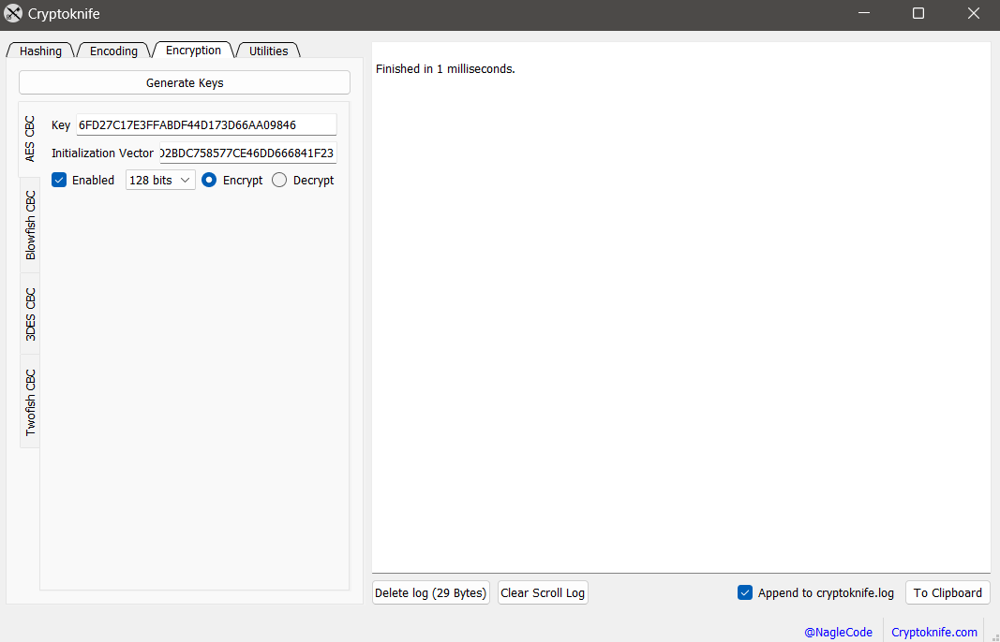 Cryptoknife
Hashing Encoding Encryption Utilities
Generate Keys
AES CBC
Blowfish CBC
3DES CBC
Twofish CBC
Key 6FD27C17E3FFABDF44D173D66AA09846
Initialization Vector D2BDC758577CE46DD666841F23
Enabled 128 bits Encrypt Decrypt
Finished in 1 milliseconds.
Delete log (29 Bytes) Clear Scroll Log Append to cryptoknife.log To Clipboard
@NagleCode Cryptoknife.com